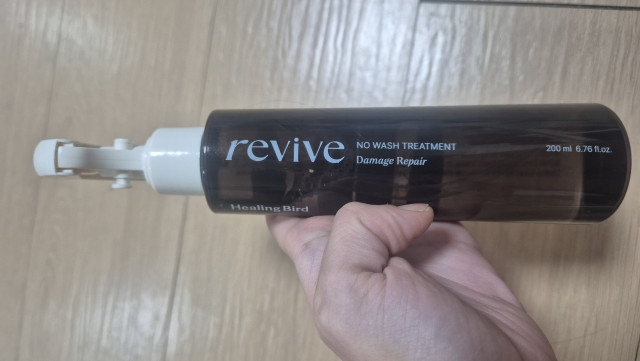 revive
NO WASH TREATMENT
Damage Repair
200 ml 6.76 fl.oz.
Healing Bird